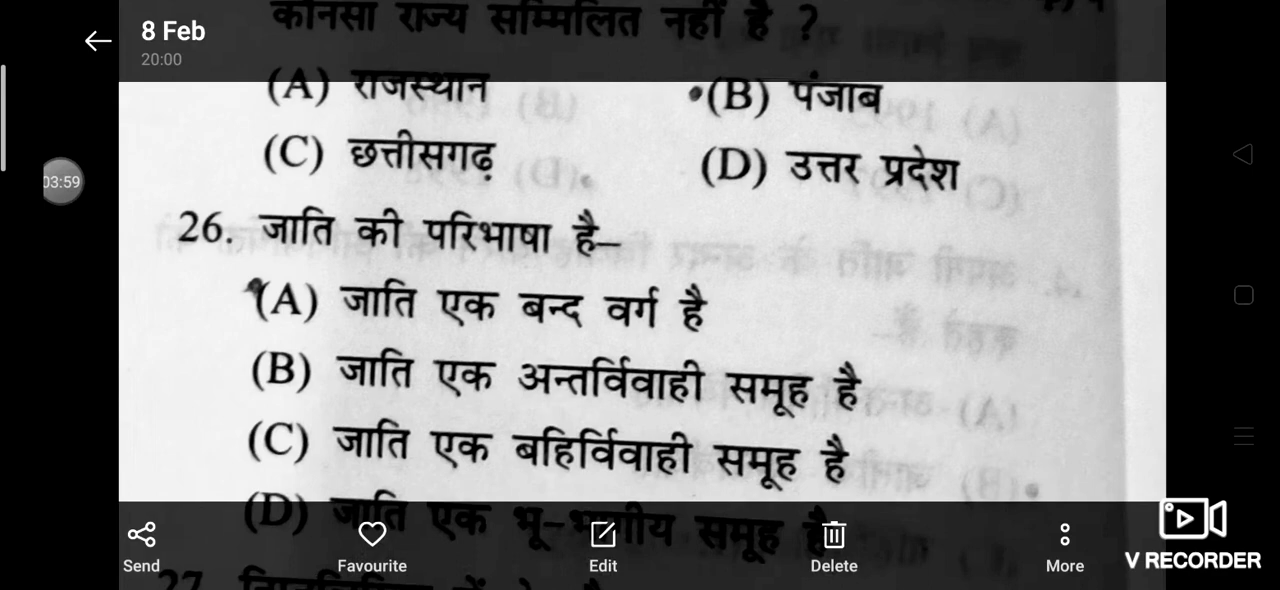 कौनसा राज्य सम्मिलित नहीं है ?
8 Feb
20:00
(A) राजस्थान (B) पंजाब
(C) छत्तीसगढ़ (D) उत्तर प्रदेश
03:59
26. जाति की परिभाषा है–
(A) जाति एक बन्द वर्ग है
(B) जाति एक अन्तर्विवाही समूह है
(C) जाति एक बहिर्विवाही समूह है
(D) जाति एक भू-भागीय समूह है
27.
Send Favourite Edit Delete More
V RECORDER